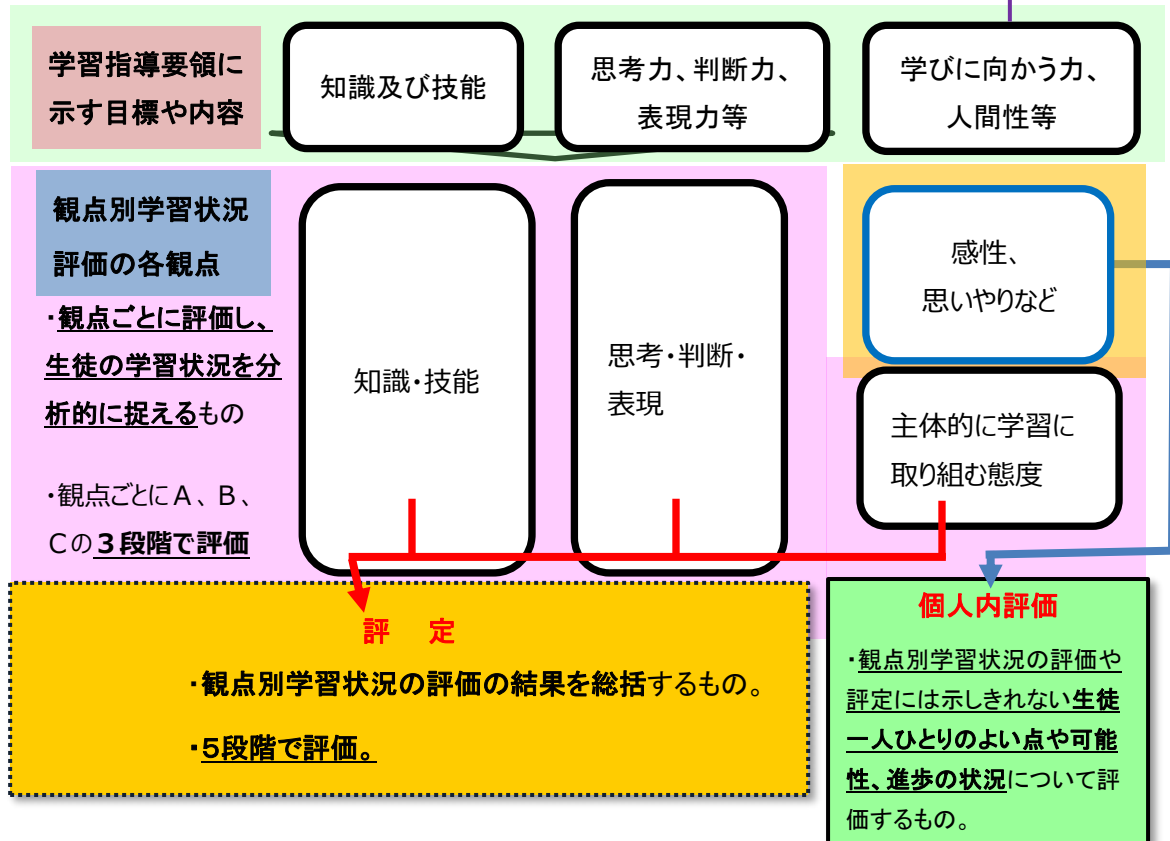 学習指導要領に
示す目標や内容
知識及び技能
思考力、判断力、
表現力等
学びに向かう力、
人間性等
観点別学習状況
評価の各観点
・観点ごとに評価し、
生徒の学習状況を分
析的に捉えるもの
・観点ごとにＡ、Ｂ、
Ｃの３段階で評価
知識・技能
思考・判断・
表現
感性、
思いやりなど
主体的に学習に
取り組む態度
評　定
・観点別学習状況の評価の結果を総括するもの。
・５段階で評価。
個人内評価
・観点別学習状況の評価や
評定には示しきれない生徒
一人ひとりのよい点や可能
性、進歩の状況について評
価するもの。